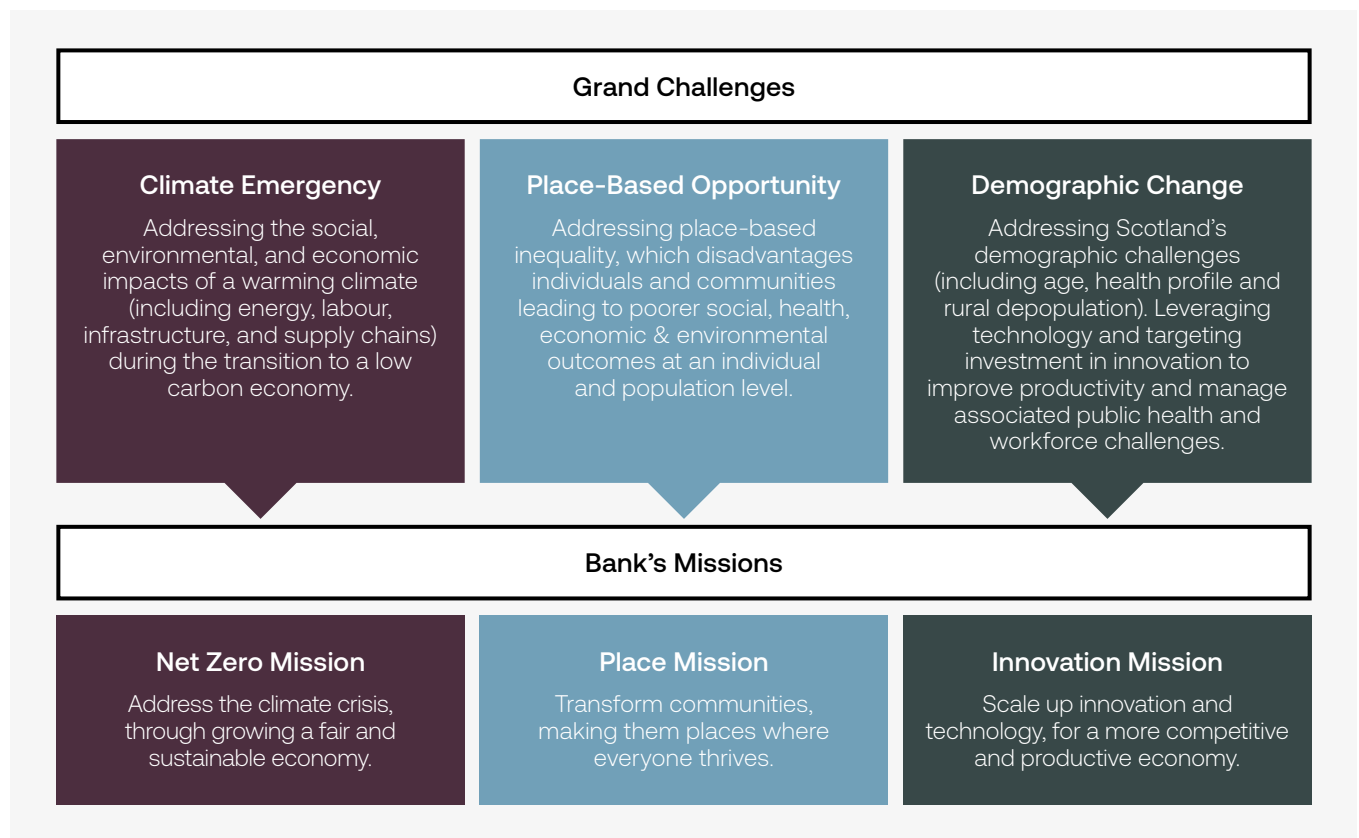 Grand Challenges
Climate Emergency
Addressing the social,
environmental, and economic
impacts of a warming climate
(including energy, labour,
infrastructure, and supply chains)
during the transition to a low
carbon economy.
Place-Based Opportunity
Addressing place-based
inequality, which disadvantages
individuals and communities
leading to poorer social, health,
economic & environmental
outcomes at an individual
and population level.
Demographic Change
Addressing Scotland’s
demographic challenges
(including age, health profile and
rural depopulation). Leveraging
technology and targeting
investment in innovation to
improve productivity and manage
associated public health and
workforce challenges.
Bank’s Missions
Net Zero Mission
Address the climate crisis,
through growing a fair and
sustainable economy.
Place Mission
Transform communities,
making them places where
everyone thrives.
Innovation Mission
Scale up innovation and
technology, for a more competitive
and productive economy.